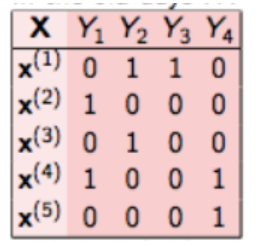 X Y₁ Y₂ Y₃ Y₄
x⁽¹⁾ 0 1 1 0
x⁽²⁾ 1 0 0 0
x⁽³⁾ 0 1 0 0
x⁽⁴⁾ 1 0 0 1
x⁽⁵⁾ 0 0 0 1